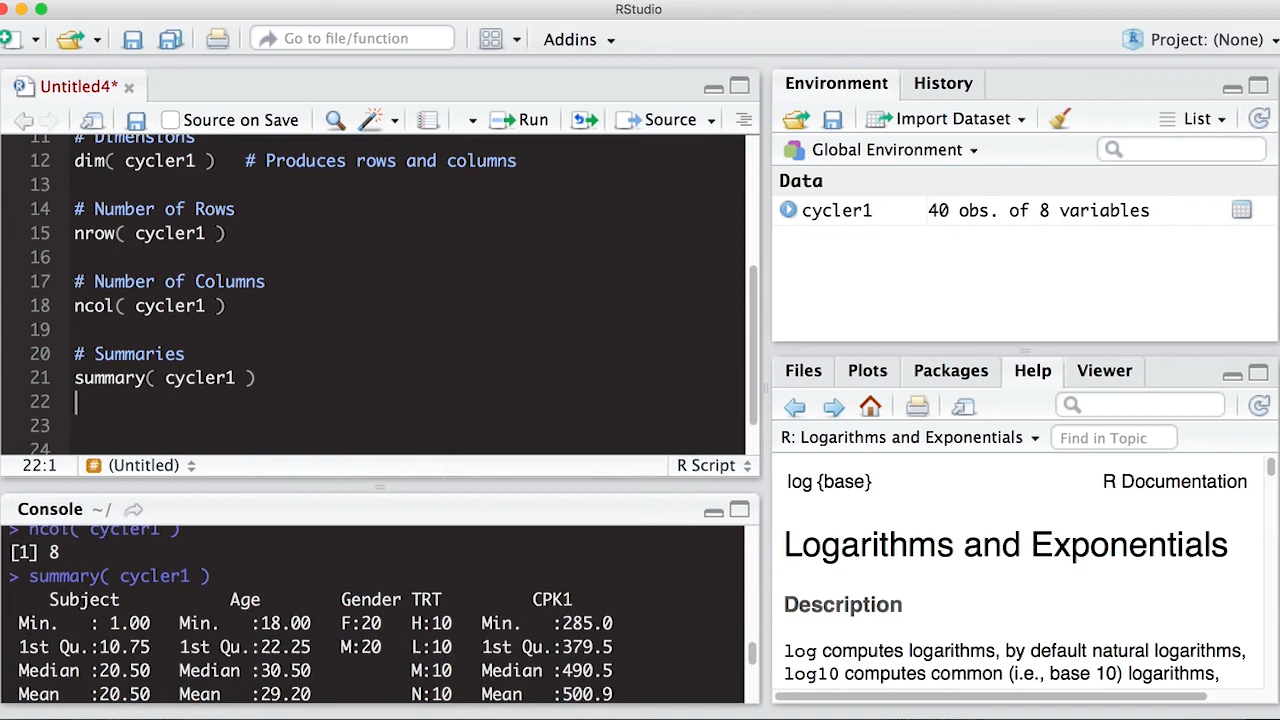 RStudio
Go to file/function
Addins
Project: (None)
Untitled4*
Source on Save
Run
Source
11 # Dimensions
12 dim( cycler1 )   # Produces rows and columns
13
14 # Number of Rows
15 nrow( cycler1 )
16
17 # Number of Columns
18 ncol( cycler1 )
19
20 # Summaries
21 summary( cycler1 )
22
23
24
22:1 # (Untitled) R Script
Console ~/
> ncol( cycler1 )
[1] 8
> summary( cycler1 )
Subject Age Gender TRT CPK1
Min. : 1.00 Min. :18.00 F:20 H:10 Min. :285.0
1st Qu.:10.75 1st Qu.:22.25 M:20 L:10 1st Qu.:379.5
Median :20.50 Median :30.50 M:10 Median :490.5
Mean :20.50 Mean :29.20 N:10 Mean :500.9
Environment History
Import Dataset List
Global Environment
Data
cycler1 40 obs. of 8 variables
Files Plots Packages Help Viewer
R: Logarithms and Exponentials Find in Topic
log {base} R Documentation
Logarithms and Exponentials
Description
log computes logarithms, by default natural logarithms,
log10 computes common (i.e., base 10) logarithms,